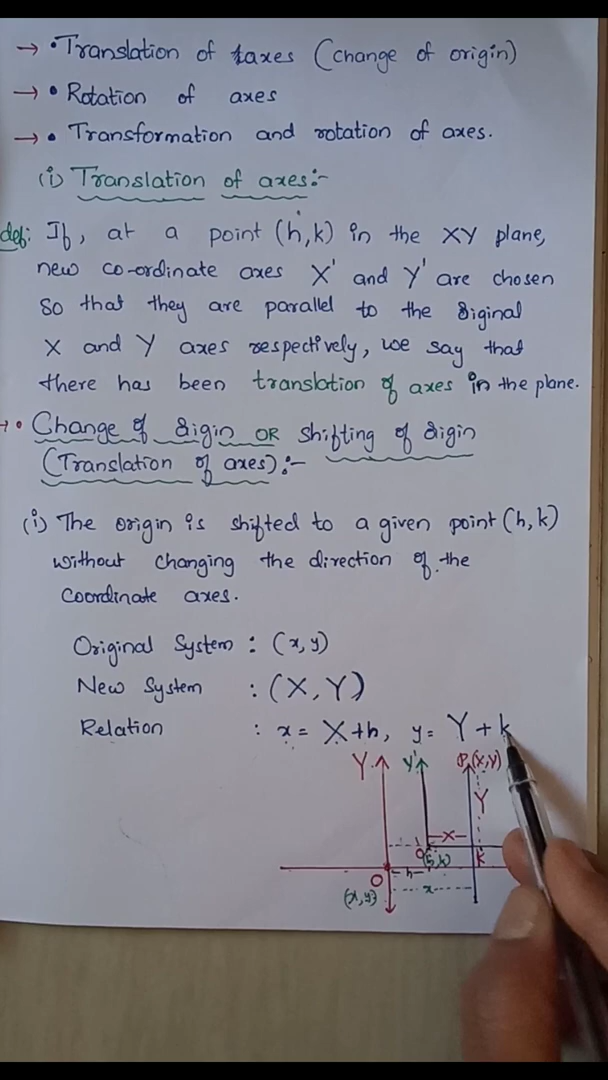 → • Translation of taxes (change of origin)
→ • Rotation of axes
→ • Transformation and rotation of axes.
(i) Translation of axes:-
def: If, at a point (h,k) in the XY plane,
new co-ordinate axes X' and Y' are chosen
so that they are parallel to the original
X and Y axes respectively, we say that
there has been translation of axes in the plane.
→ • Change of origin OR shifting of origin
(Translation of axes):-
(i) The origin is shifted to a given point (h,k)
without changing the direction of the
coordinate axes.
Original System : (x,y)
New System : (X,Y)
Relation : x = X+h, y = Y+k
Y Y' P(X,Y)
Y
X
(h,k) k
h
O
x
(x,y)